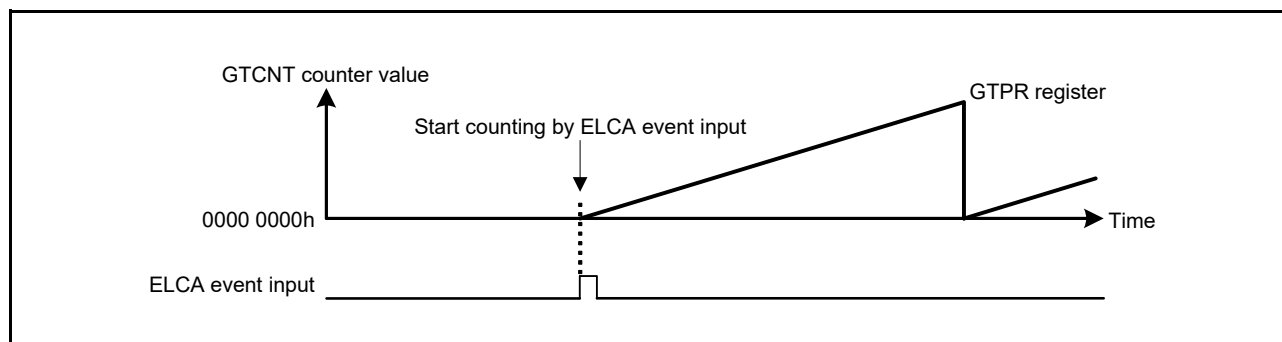 GTCNT counter value
GTPR register
Start counting by ELCA event input
0000 0000h
Time
ELCA event input